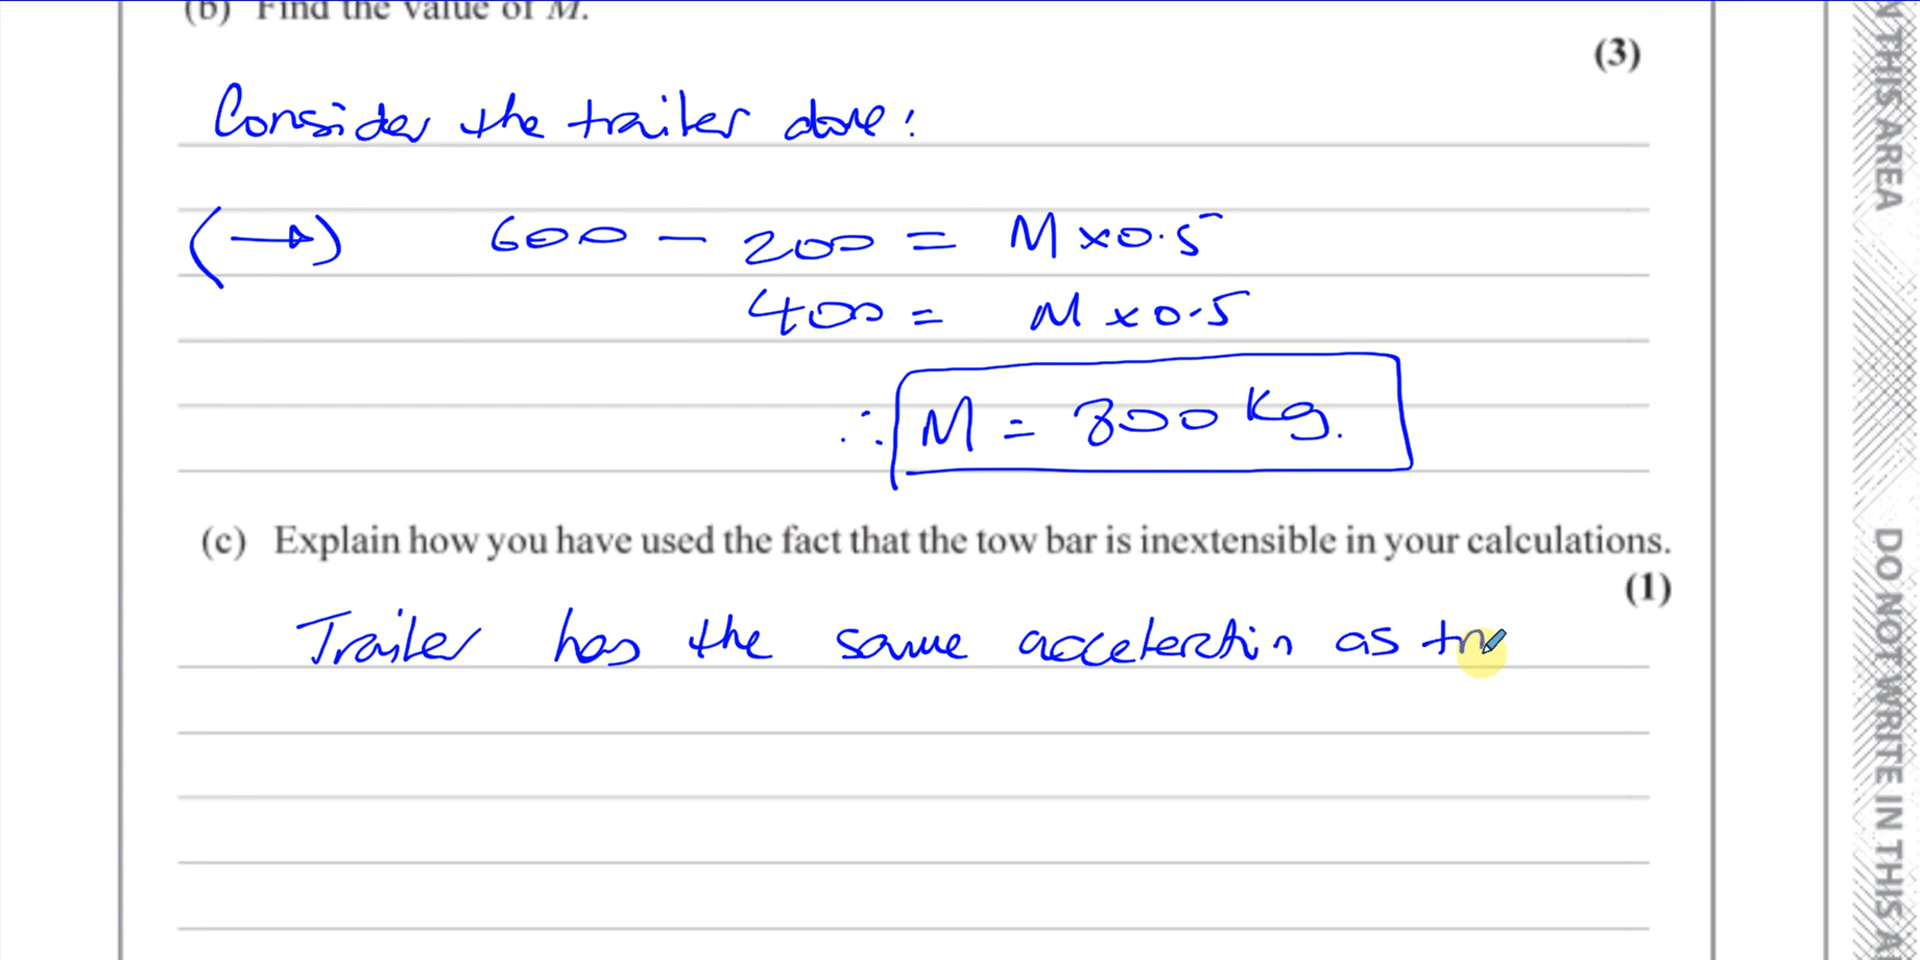 (b) Find the value of M.
(3)
Consider the trailer alone:
(→) 600 – 200 = M × 0.5
400 = M × 0.5
∴ M = 800 kg.
(c) Explain how you have used the fact that the tow bar is inextensible in your calculations.
(1)
Trailer has the same acceleration as
N THIS AREA
DO NOT WRITE IN THIS A